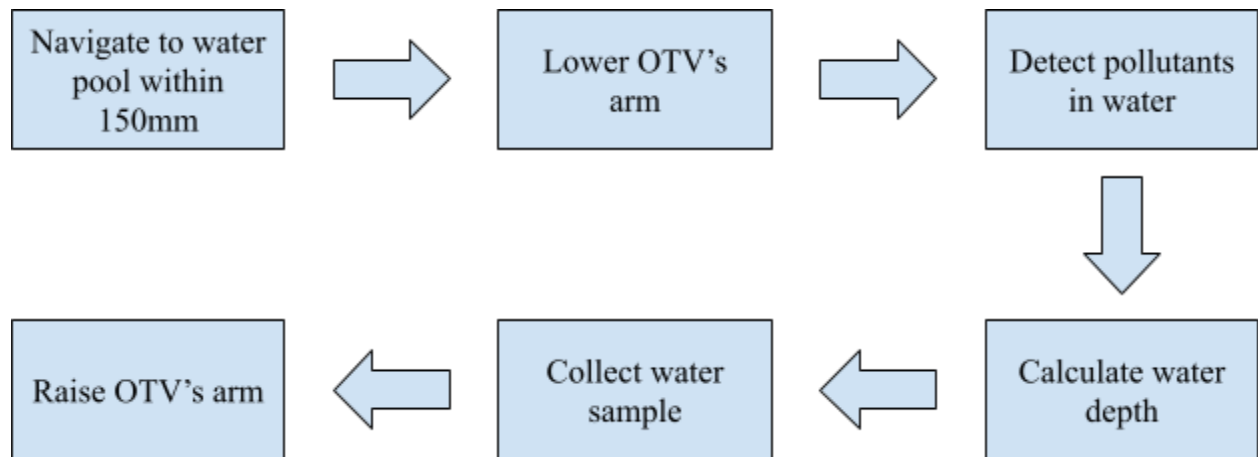 Navigate to water
pool within
150mm
Lower OTV’s
arm
Detect pollutants
in water
Calculate water
depth
Collect water
sample
Raise OTV’s arm